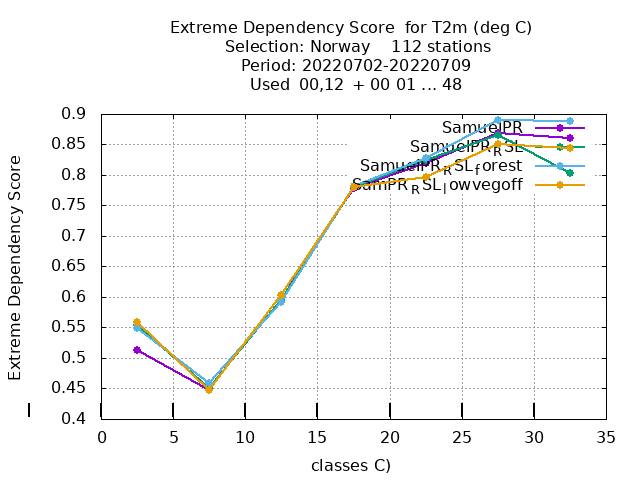 Extreme Dependency Score for T2m (deg C)
Selection: Norway 112 stations
Period: 20220702-20220709
Used 00,12 + 00 01 ... 48
0.9
0.85
0.8
0.75
0.7
0.65
0.6
0.55
0.5
0.45
0.4
Extreme Dependency Score
SamuelPR
SamuelPR_RSL
SamuelPR_RSL_forest
SamPR_RSL_lowvegoff
0 5 10 15 20 25 30 35
classes C)